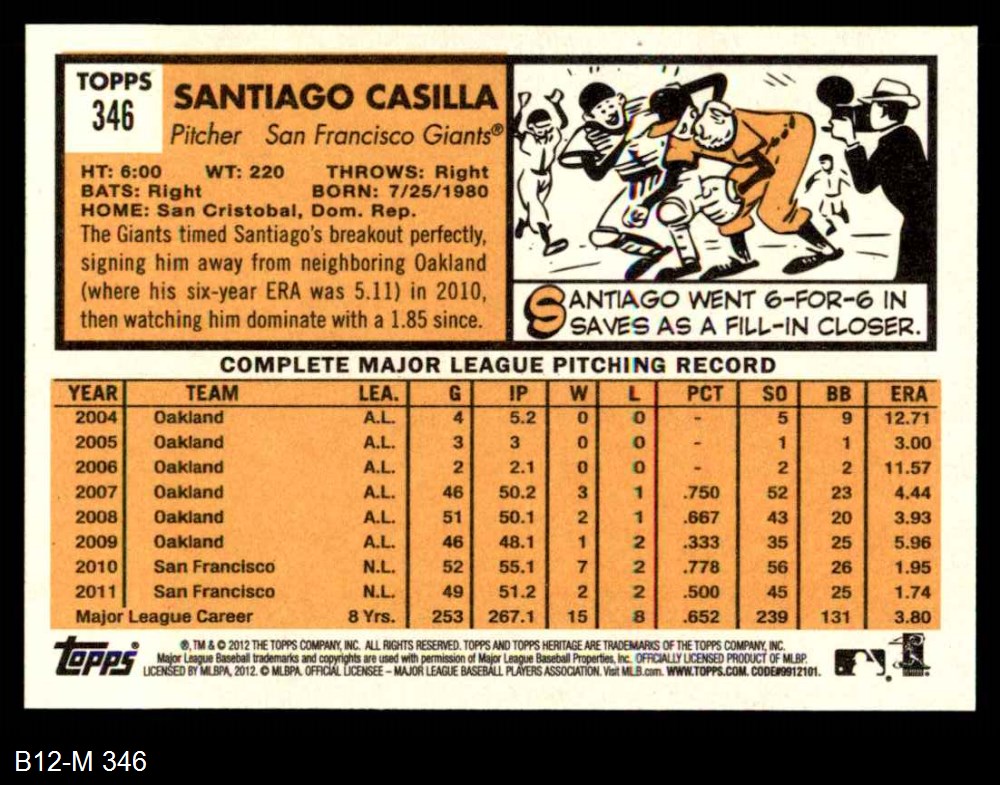 TOPPS
346
SANTIAGO CASILLA
Pitcher San Francisco Giants®
HT: 6:00 WT: 220 THROWS: Right
BATS: Right BORN: 7/25/1980
HOME: San Cristobal, Dom. Rep.
The Giants timed Santiago's breakout perfectly,
signing him away from neighboring Oakland
(where his six-year ERA was 5.11) in 2010,
then watching him dominate with a 1.85 since.
SANTIAGO WENT 6-FOR-6 IN
SAVES AS A FILL-IN CLOSER.
COMPLETE MAJOR LEAGUE PITCHING RECORD
YEAR TEAM LEA. G IP W L PCT SO BB ERA
2004 Oakland A.L. 4 5.2 0 0 - 5 9 12.71
2005 Oakland A.L. 3 3 0 0 - 1 1 3.00
2006 Oakland A.L. 2 2.1 0 0 - 2 2 11.57
2007 Oakland A.L. 46 50.2 3 1 .750 52 23 4.44
2008 Oakland A.L. 51 50.1 2 1 .667 43 20 3.93
2009 Oakland A.L. 46 48.1 1 2 .333 35 25 5.96
2010 San Francisco N.L. 52 55.1 7 2 .778 56 26 1.95
2011 San Francisco N.L. 49 51.2 2 2 .500 45 25 1.74
Major League Career 8 Yrs. 253 267.1 15 8 .652 239 131 3.80
Topps®
®, TM & © 2012 THE TOPPS COMPANY, INC. ALL RIGHTS RESERVED. TOPPS AND TOPPS HERITAGE ARE TRADEMARKS OF THE TOPPS COMPANY, INC.
Major League Baseball trademarks and copyrights are used with permission of Major League Baseball Properties, Inc. OFFICIALLY LICENSED PRODUCT OF MLBP.
LICENSED BY MLBPA, 2012. © MLBPA. OFFICIAL LICENSEE – MAJOR LEAGUE BASEBALL PLAYERS ASSOCIATION. Visit MLB.com. WWW.TOPPS.COM. CODE#9912101.
B12-M 346